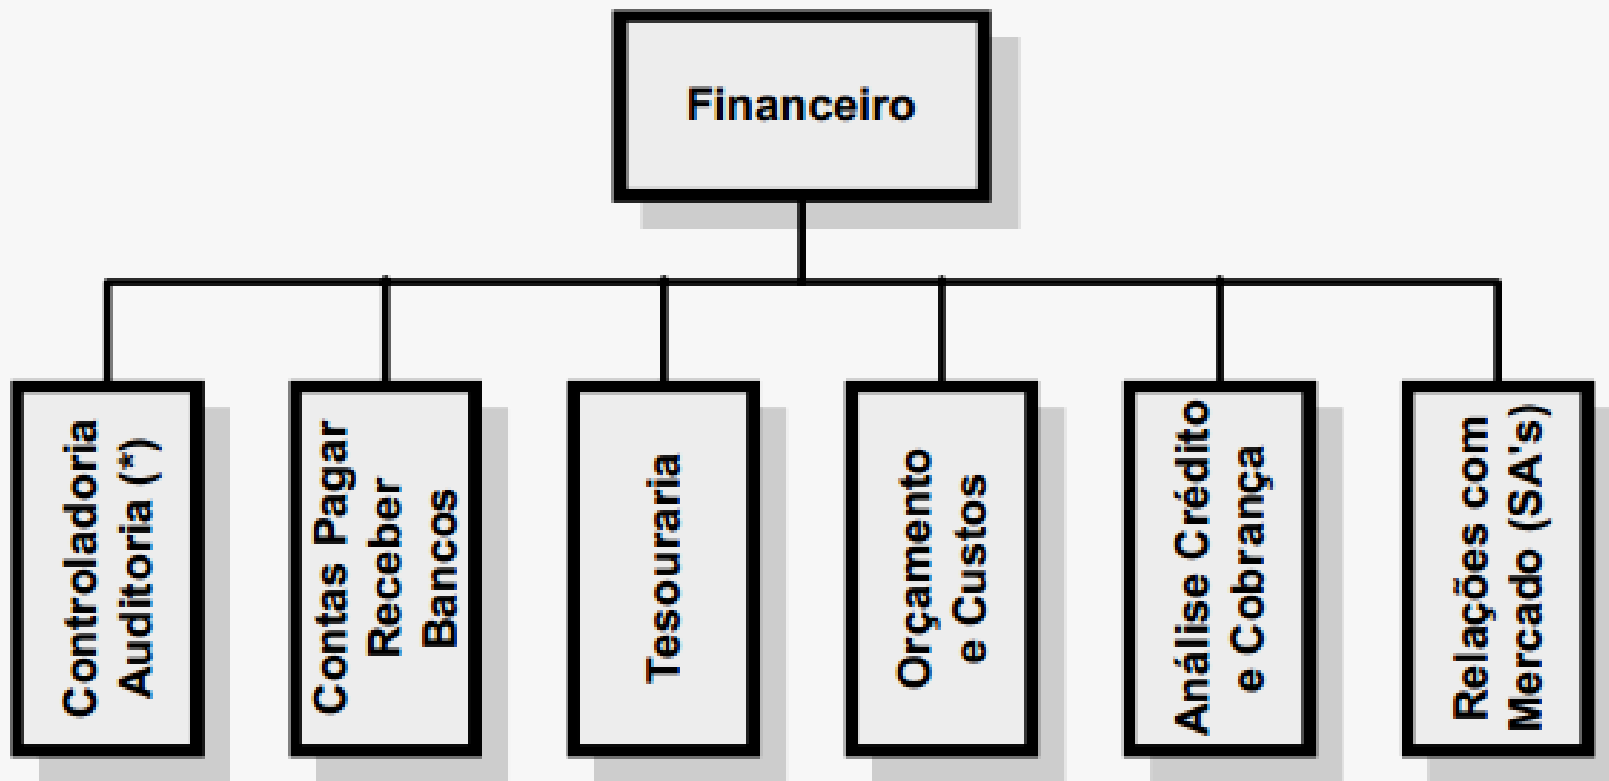 Financeiro
Controladoria
Auditoria (*)
Contas Pagar
Receber
Bancos
Tesouraria
Orçamento
e Custos
Análise Crédito
e Cobrança
Relações com
Mercado (SA's)